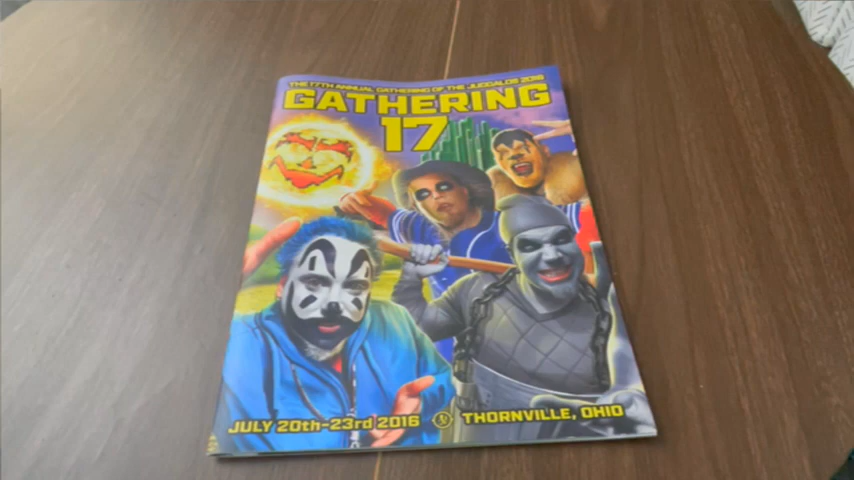 THE 17TH ANNUAL GATHERING OF THE JUGGALOS 2016
GATHERING
17
JULY 20th-23rd 2016 THORNVILLE, OHIO